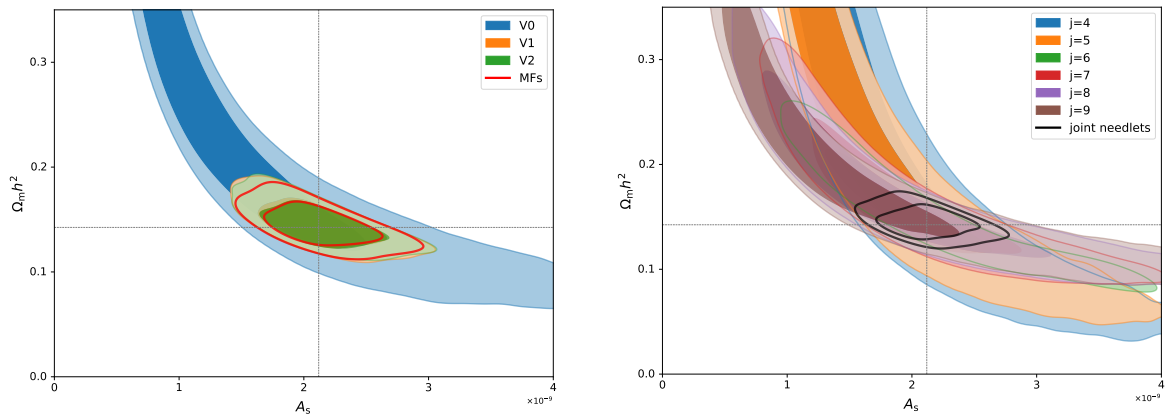 V0
V1
V2
MFs
0.3
0.2
0.1
0.0
Ωₘh²
0
1
2
3
4
×10⁻⁹
Aₛ
j=4
j=5
j=6
j=7
j=8
j=9
joint needlets
0.3
0.2
0.1
0.0
Ωₘh²
0
1
2
3
4
×10⁻⁹
Aₛ